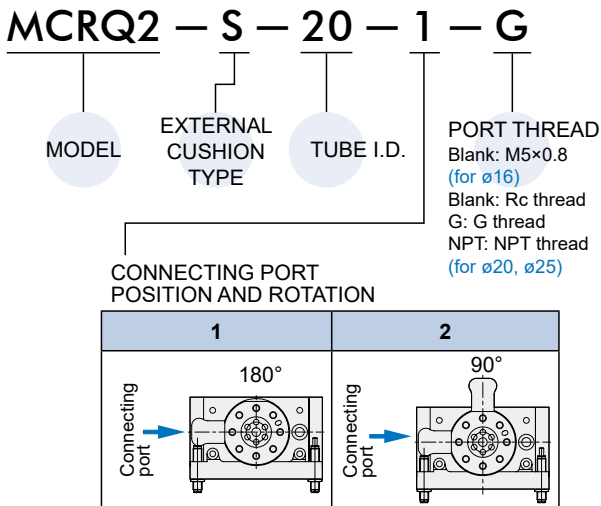 MCRQ2 — S — 20 — 1 — G
MODEL
EXTERNAL
CUSHION
TYPE
TUBE I.D.
PORT THREAD
Blank: M5×0.8
(for ø16)
Blank: Rc thread
G: G thread
NPT: NPT thread
(for ø20, ø25)
CONNECTING PORT
POSITION AND ROTATION
1
2
180°
Connecting
port
90°
Connecting
port